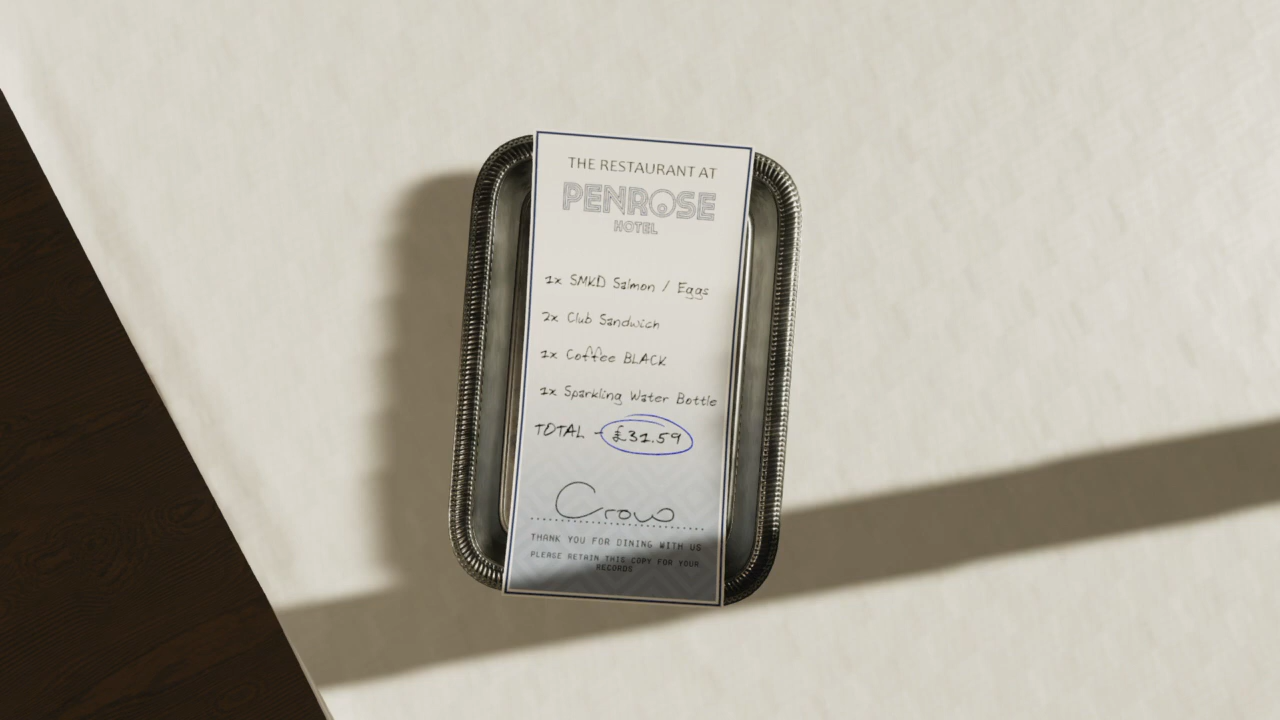 THE RESTAURANT AT
PENROSE
HOTEL
1x SMKD Salmon / Eggs
2x Club Sandwich
1x Coffee BLACK
1x Sparkling Water Bottle
TOTAL - £31.59
Crow
THANK YOU FOR DINING WITH US
PLEASE RETAIN THIS COPY FOR YOUR
RECORDS